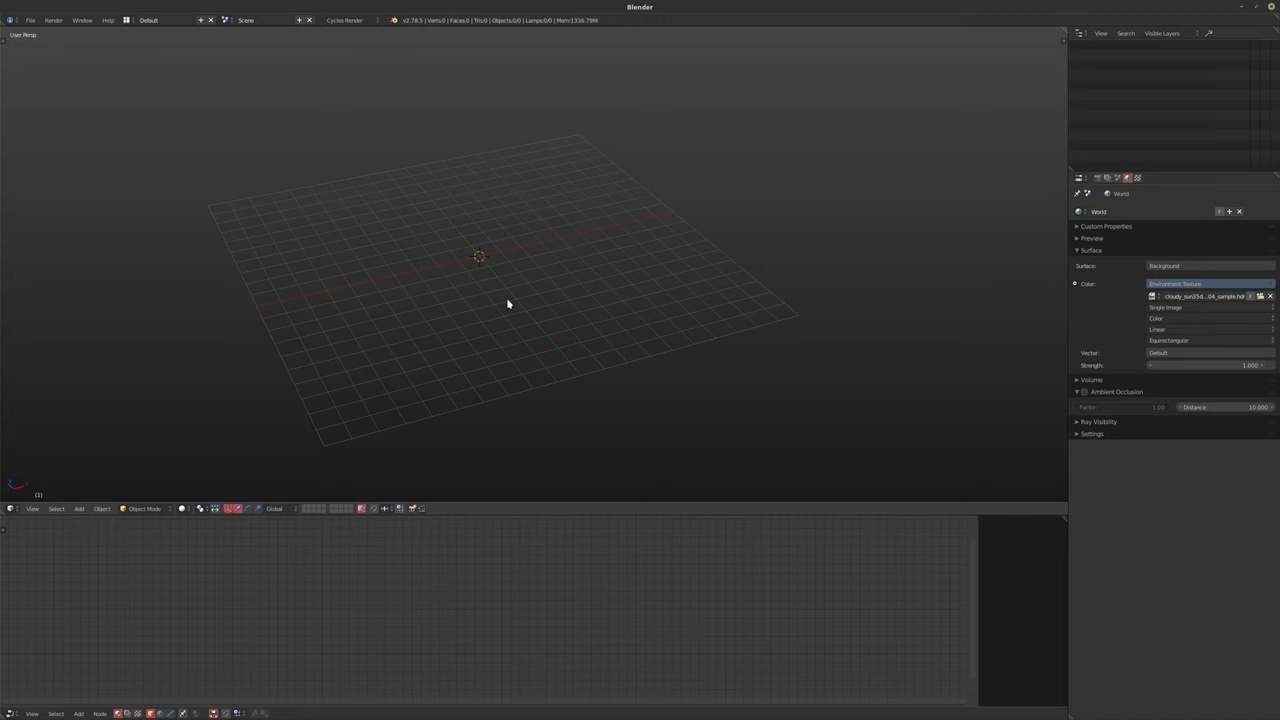 Blender
File Render Window Help Default Scene Cycles Render v2.78.5 | Verts:0 | Faces:0 | Tris:0 | Objects:0/0 | Lamps:0/0 | Mem:1336.79M
User Persp
View Search Visible Layers
World
World F
Custom Properties
Preview
Surface
Surface: Background
Color: Environment Texture
cloudy_sun35d...04_sample.hdr F
Single Image
Color
Linear
Equirectangular
Vector: Default
Strength: 1.000
Volume
Ambient Occlusion
Factor: 1.00 Distance: 10.000
Ray Visibility
Settings
(1)
View Select Add Object Object Mode Global
View Select Add Node